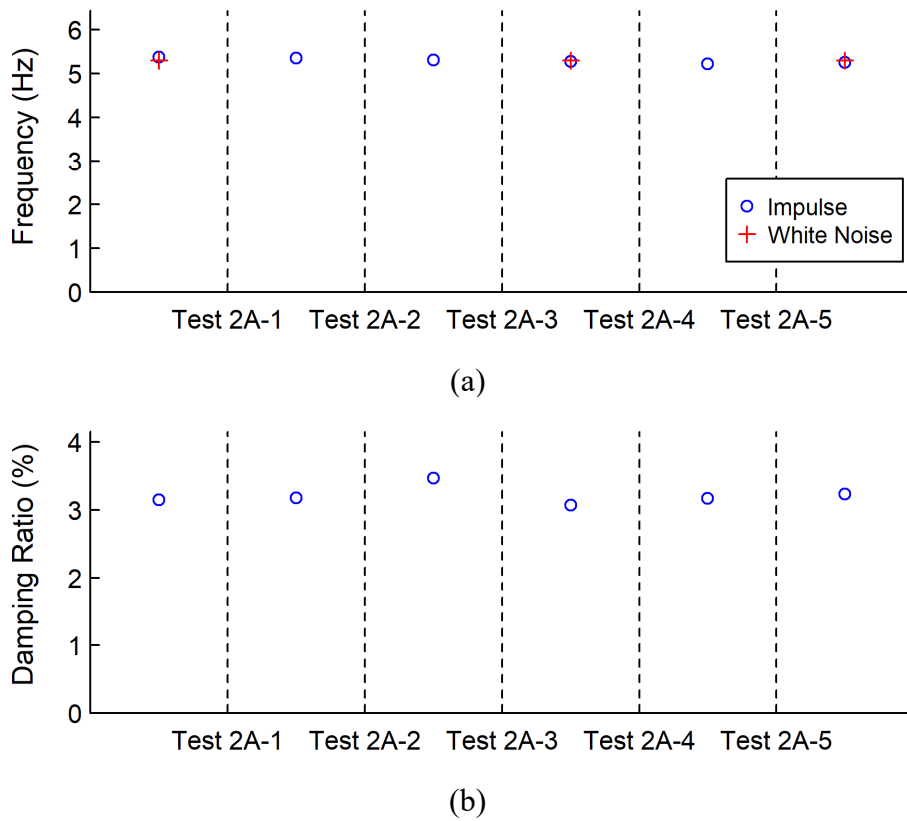 Frequency (Hz)
6
5
4
3
2
1
0
Impulse
White Noise
Test 2A-1 Test 2A-2 Test 2A-3 Test 2A-4 Test 2A-5
(a)
Damping Ratio (%)
4
3
2
1
0
Test 2A-1 Test 2A-2 Test 2A-3 Test 2A-4 Test 2A-5
(b)